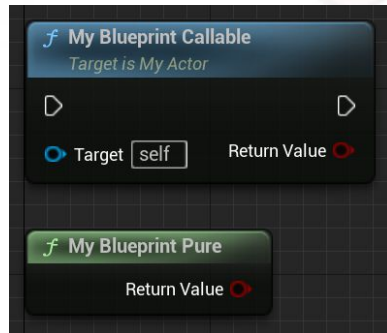 f My Blueprint Callable
Target is My Actor
Target self Return Value
f My Blueprint Pure
Return Value